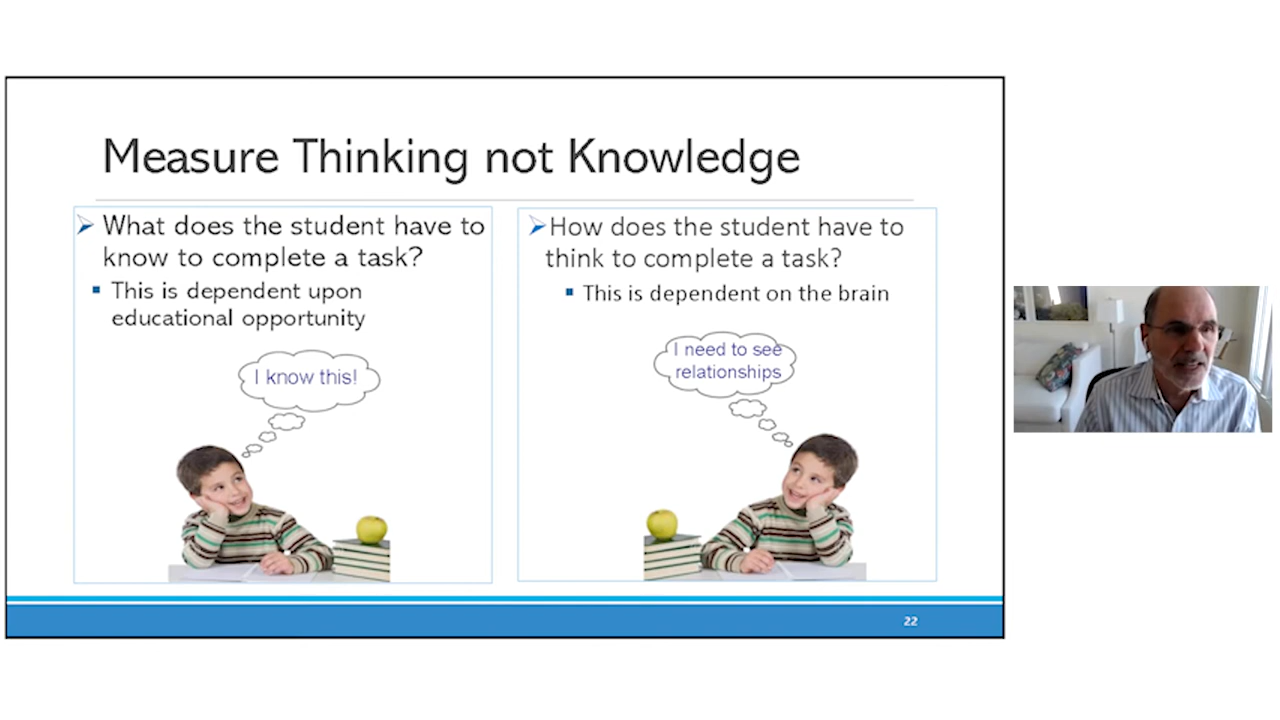 Measure Thinking not Knowledge
What does the student have to
know to complete a task?
This is dependent upon
educational opportunity
I know this!
How does the student have to
think to complete a task?
This is dependent on the brain
I need to see
relationships
22